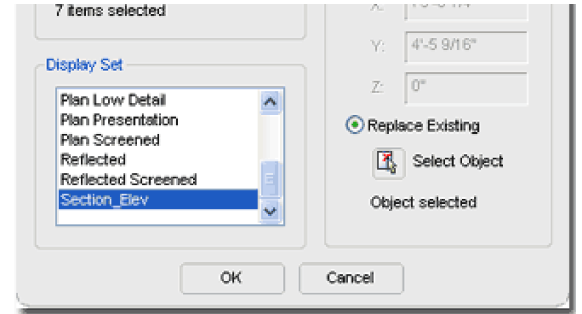 7 items selected
X:
Y: 4'-5 9/16"
Display Set
Z: 0"
Plan Low Detail
Plan Presentation
Plan Screened
Reflected
Reflected Screened
Section_Elev
Replace Existing
Select Object
Object selected
OK
Cancel